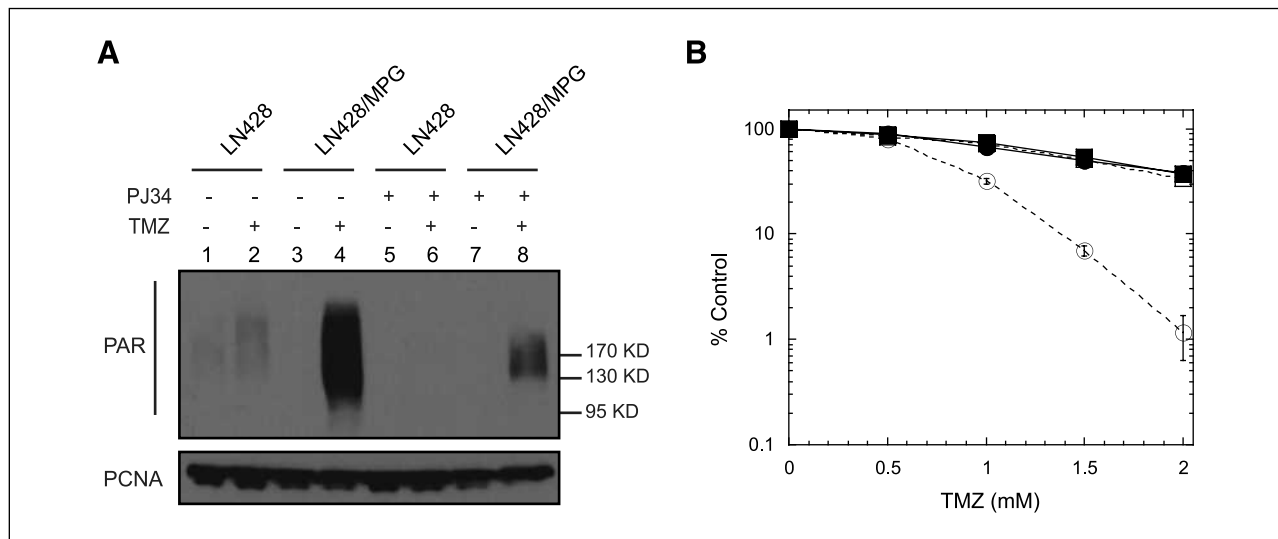 A
LN428 LN428/MPG LN428 LN428/MPG
PJ34 - - - - + + + +
TMZ - + - + - + - +
1 2 3 4 5 6 7 8
PAR
170 KD
130 KD
95 KD
PCNA
B
100
10
1
0.1
% Control
0 0.5 1 1.5 2
TMZ (mM)